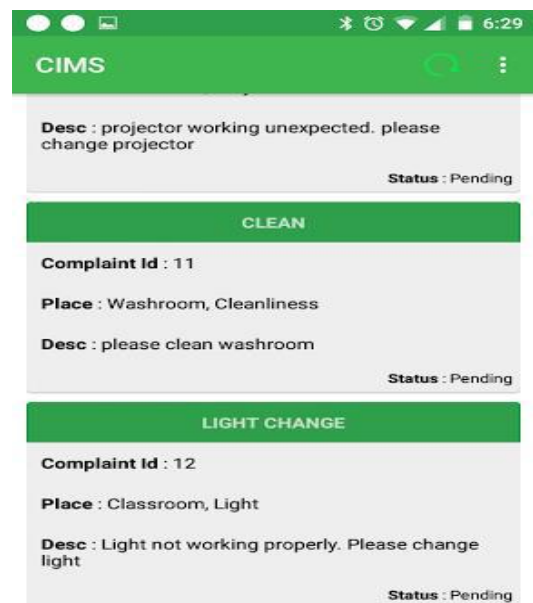 6:29
CIMS
Desc : projector working unexpected. please
change projector
Status : Pending
CLEAN
Complaint Id : 11
Place : Washroom, Cleanliness
Desc : please clean washroom
Status : Pending
LIGHT CHANGE
Complaint Id : 12
Place : Classroom, Light
Desc : Light not working properly. Please change
light
Status : Pending